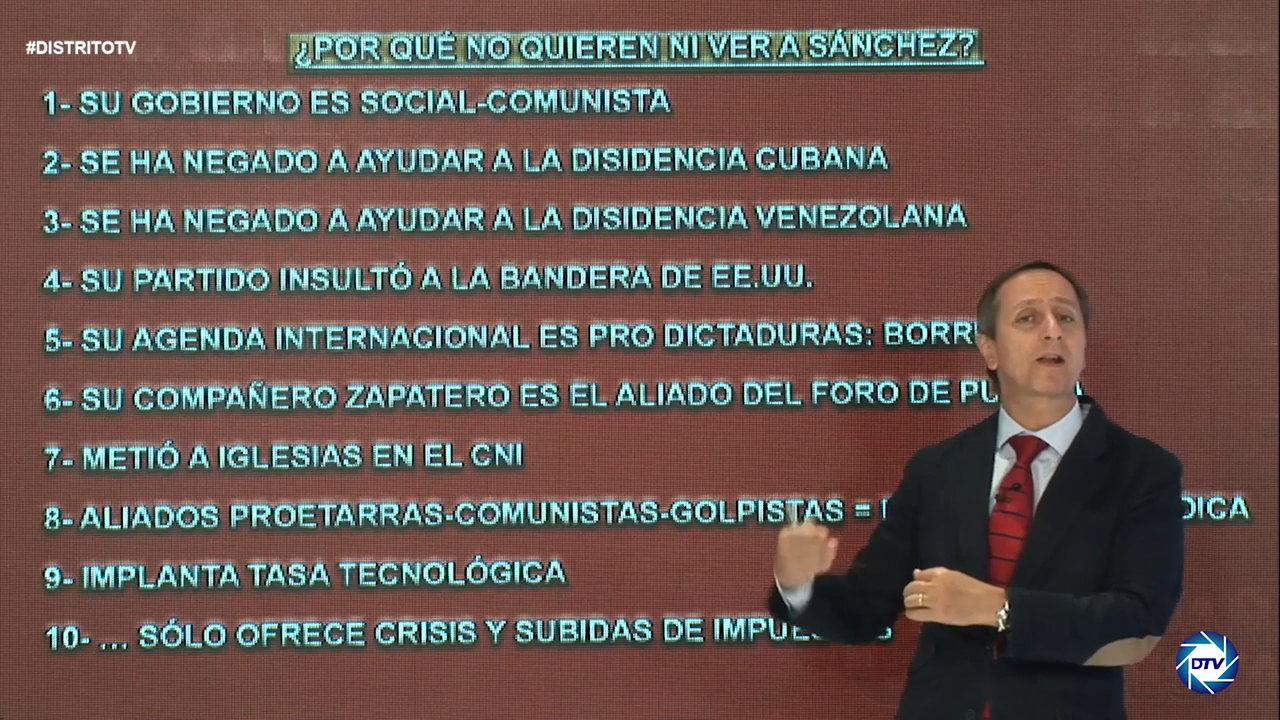 #DISTRITOTV
¿POR QUÉ NO QUIEREN NI VER A SÁNCHEZ?
1- SU GOBIERNO ES SOCIAL-COMUNISTA
2- SE HA NEGADO A AYUDAR A LA DISIDENCIA CUBANA
3- SE HA NEGADO A AYUDAR A LA DISIDENCIA VENEZOLANA
4- SU PARTIDO INSULTÓ A LA BANDERA DE EE.UU.
5- SU AGENDA INTERNACIONAL ES PRO DICTADURAS:
6- SU COMPAÑERO ZAPATERO ES EL ALIADO DEL FORO DE
7- METIÓ A IGLESIAS EN EL CNI
8- ALIADOS PROETARRAS-COMUNISTAS-GOLPISTAS =
9- IMPLANTA TASA TECNOLÓGICA
10- ... SÓLO OFRECE CRISIS Y SUBIDAS DE
DTV